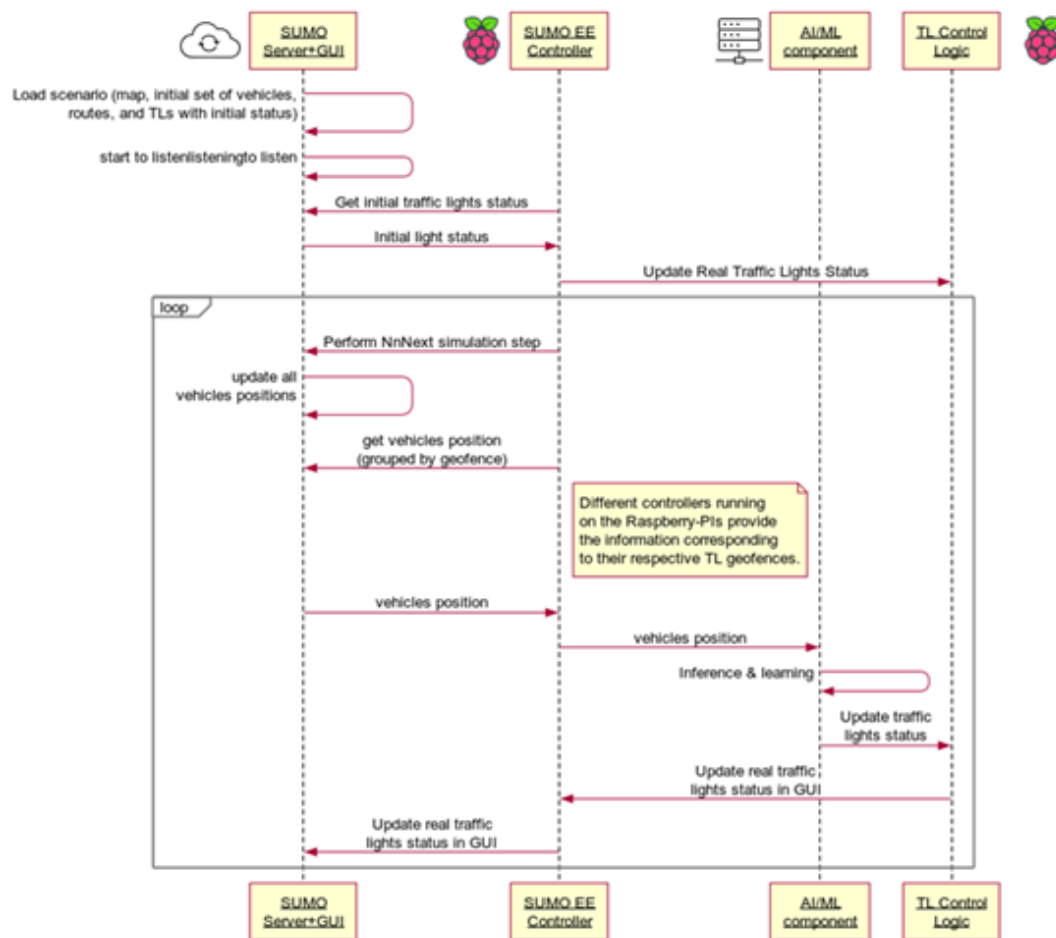 SUMO
Server+GUI
SUMO EE
Controller
AI/ML
component
TL Control
Logic
Load scenario (map, initial set of vehicles,
routes, and TLs with initial status)
start to listenlisteningto listen
Get initial traffic lights status
Initial light status
Update Real Traffic Lights Status
loop
Perform NnNext simulation step
update all
vehicles positions
get vehicles position
(grouped by geofence)
Different controllers running
on the Raspberry-PIs provide
the information corresponding
to their respective TL geofences.
vehicles position
vehicles position
Inference & learning
Update traffic
lights status
Update real traffic
lights status in GUI
Update real traffic
lights status in GUI
SUMO
Server+GUI
SUMO EE
Controller
AI/ML
component
TL Control
Logic